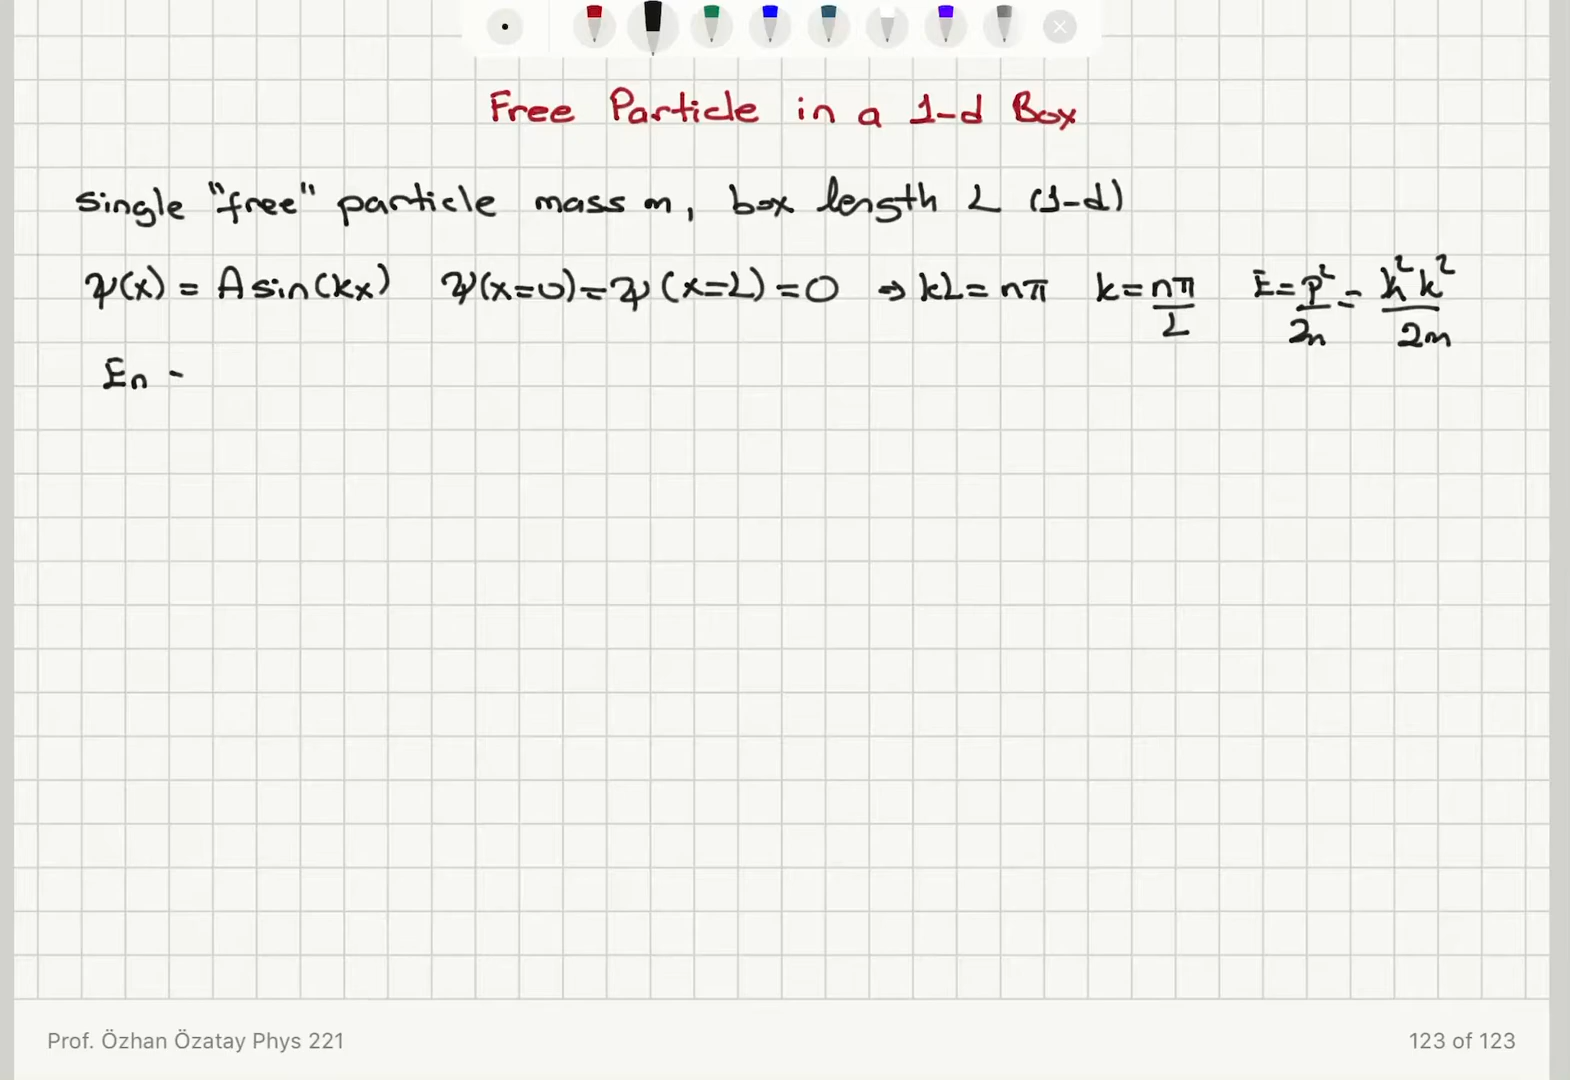 Free Particle in a 1-d Box
single "free" particle mass m, box length L (1-d)
ψ(x) = A sin(kx) ψ(x=0)=ψ(x=L)=0 ⇒ kL=nπ k=nπ/L E=p²/2m=ħ²k²/2m
En -
Prof. Özhan Özatay Phys 221
123 of 123